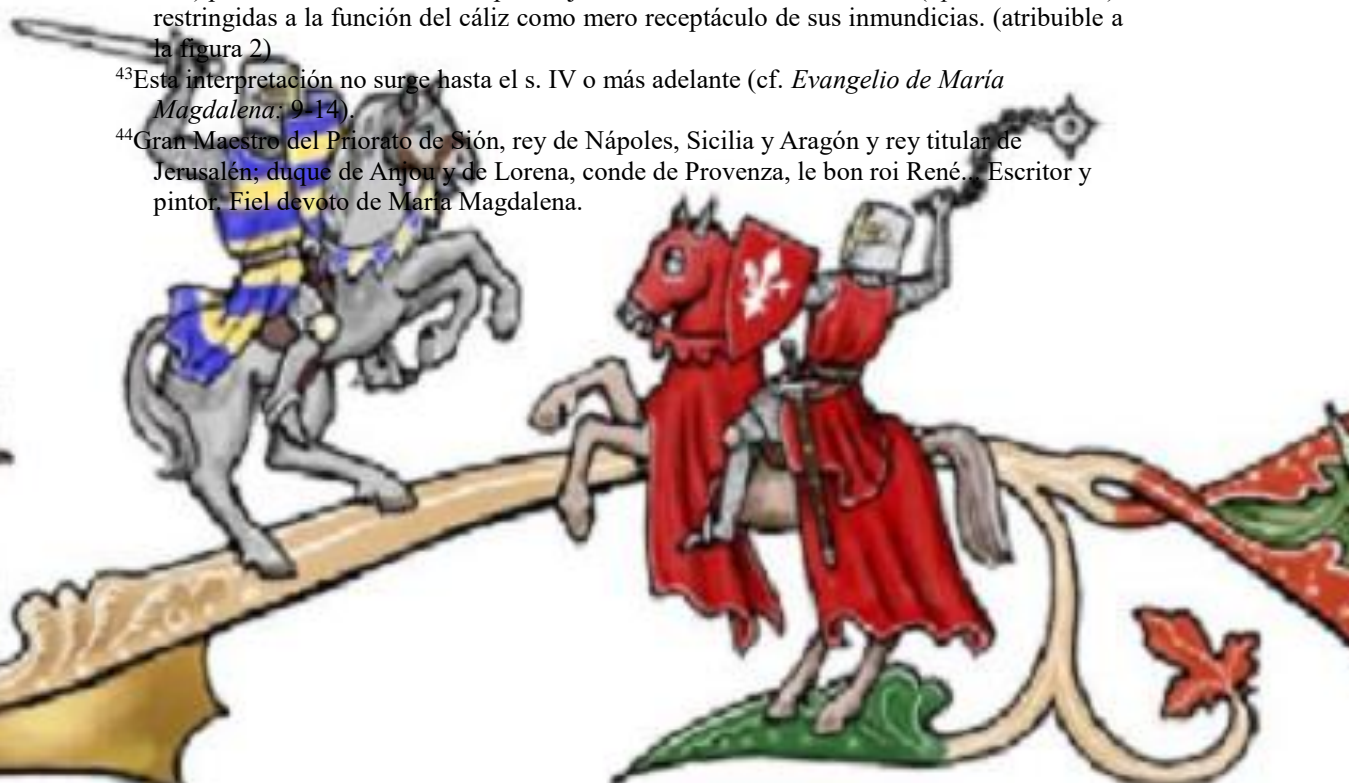 restringidas a la función del cáliz como mero receptáculo de sus inmundicias. (atribuible a
la figura 2)
⁴³Esta interpretación no surge hasta el s. IV o más adelante (cf. Evangelio de María
Magdalena: 9-14).
⁴⁴Gran Maestro del Priorato de Sión, rey de Nápoles, Sicilia y Aragón y rey titular de
Jerusalén; duque de Anjou y de Lorena, conde de Provenza, le bon roi René... Escritor y
pintor. Fiel devoto de María Magdalena.